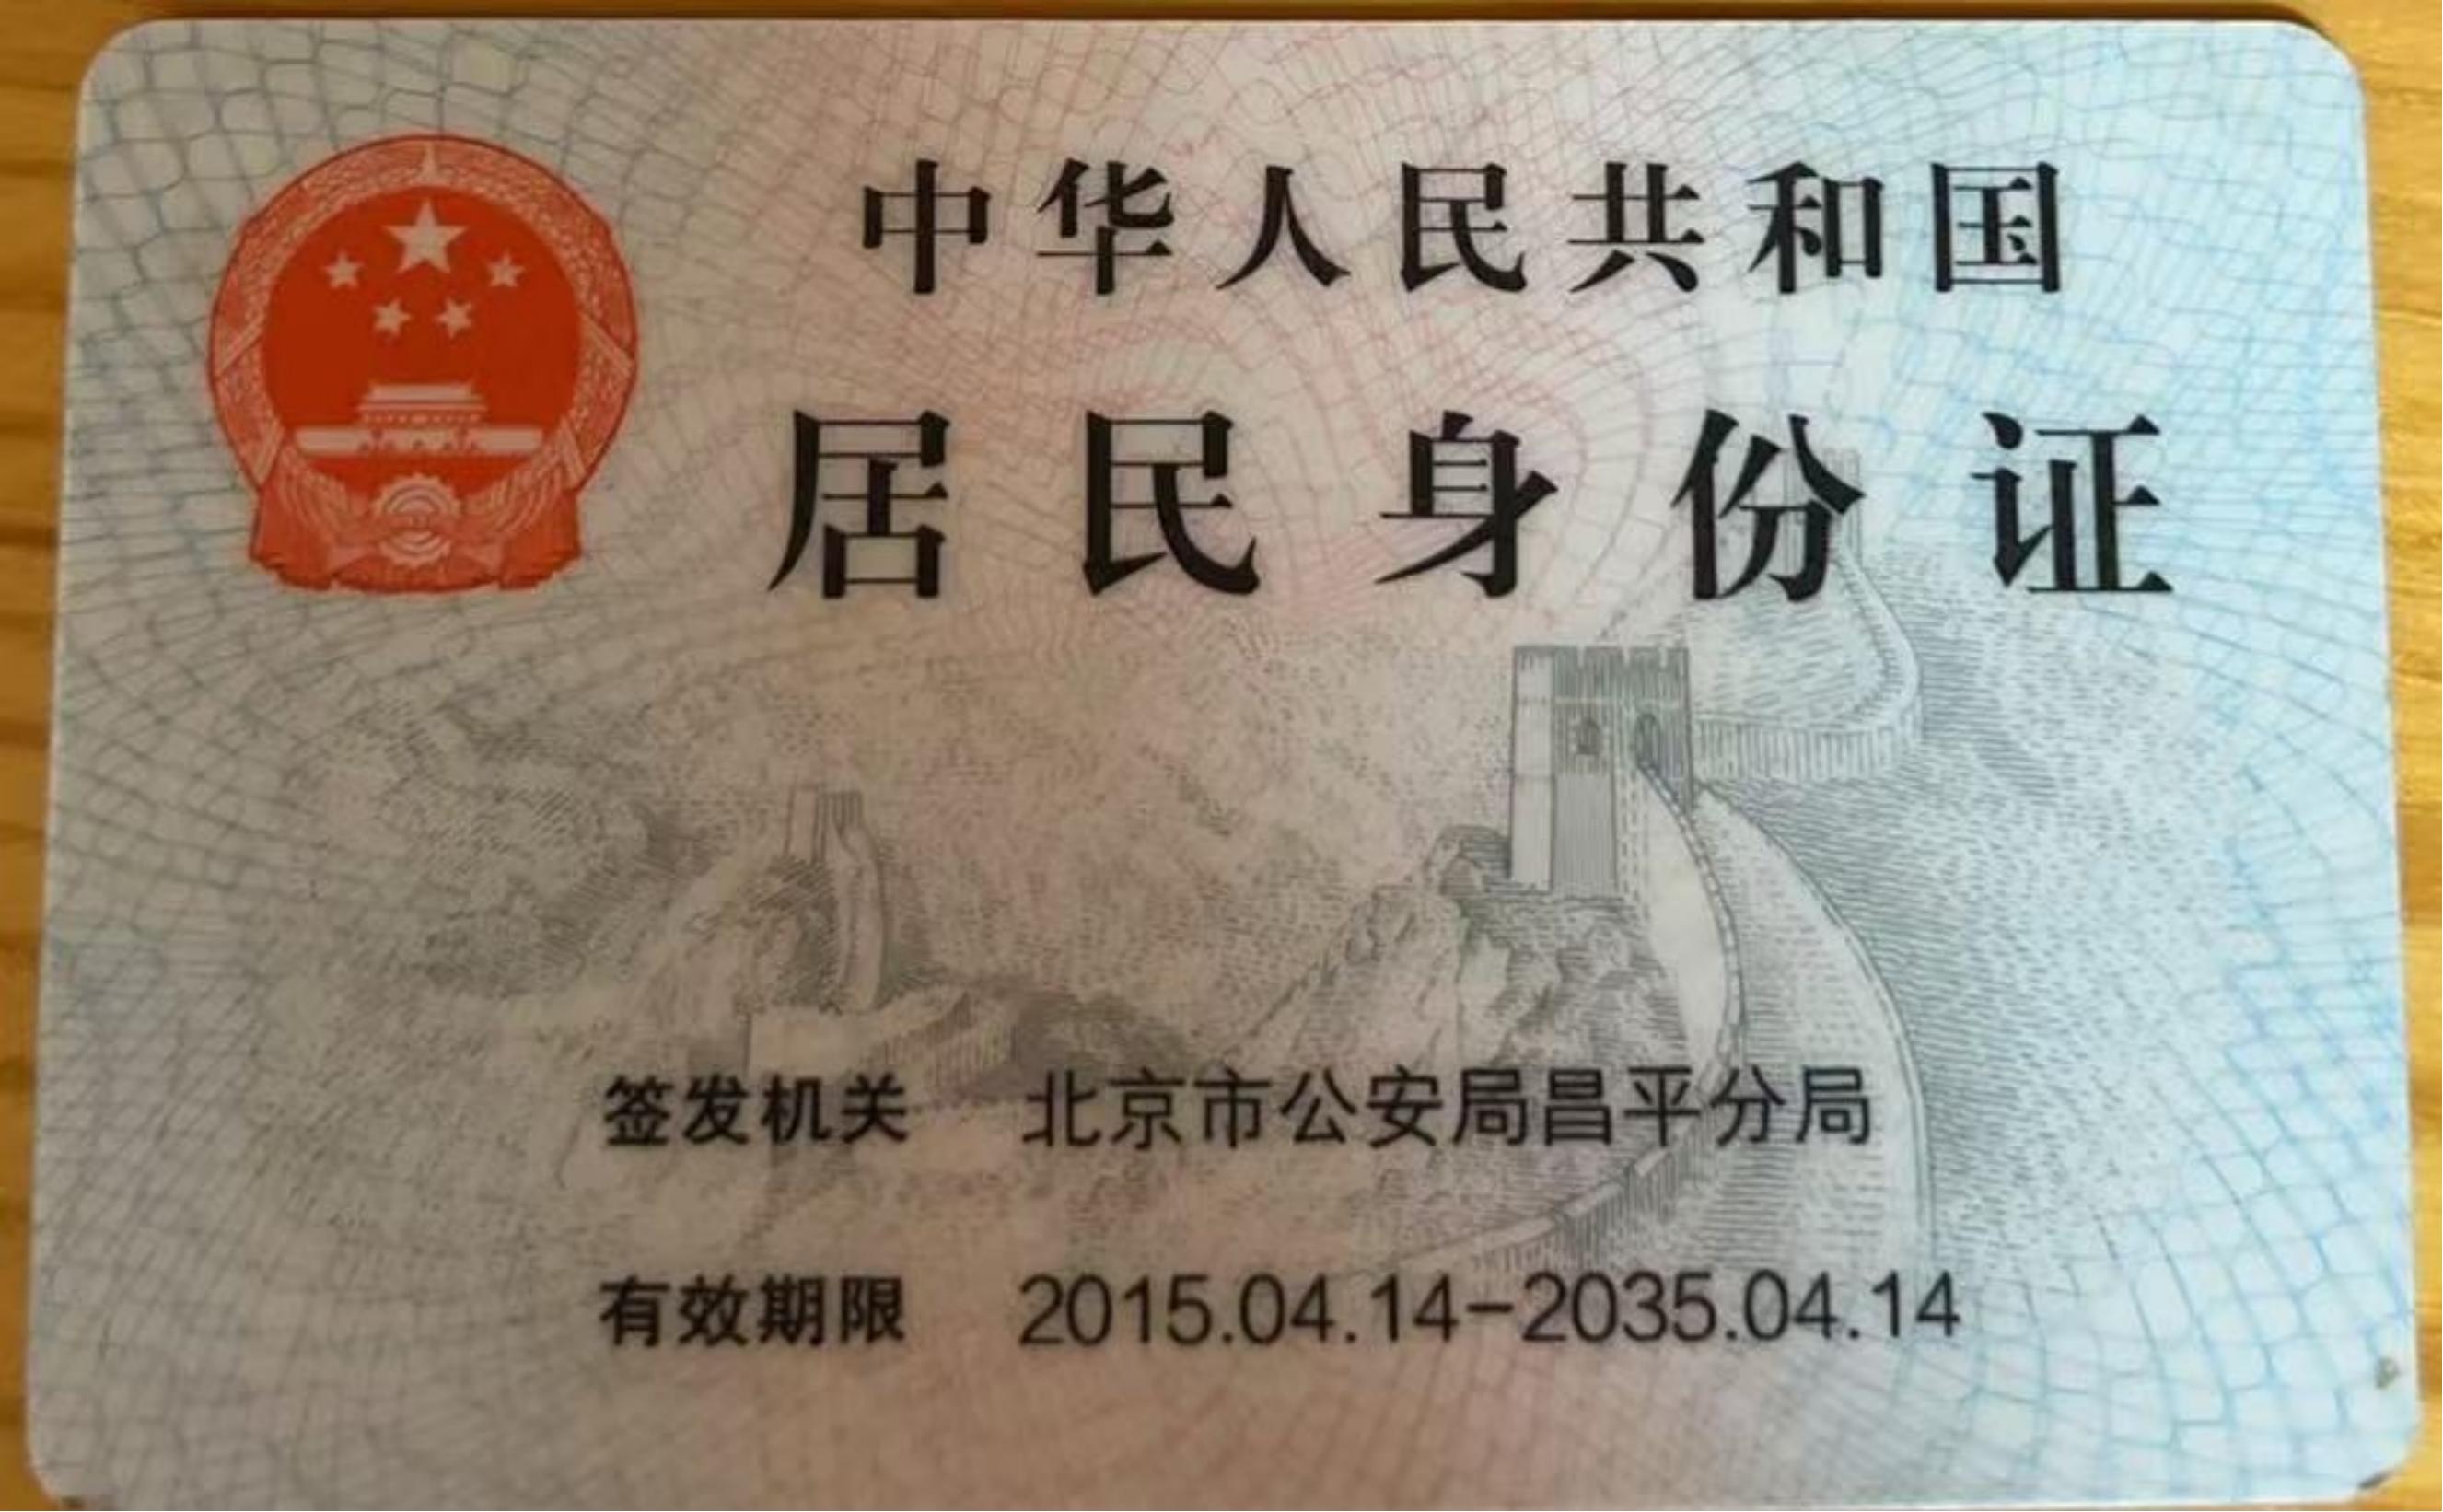 中华人民共和国
居民身份证
签发机关 北京市公安局昌平分局
有效期限 2015.04.14-2035.04.14